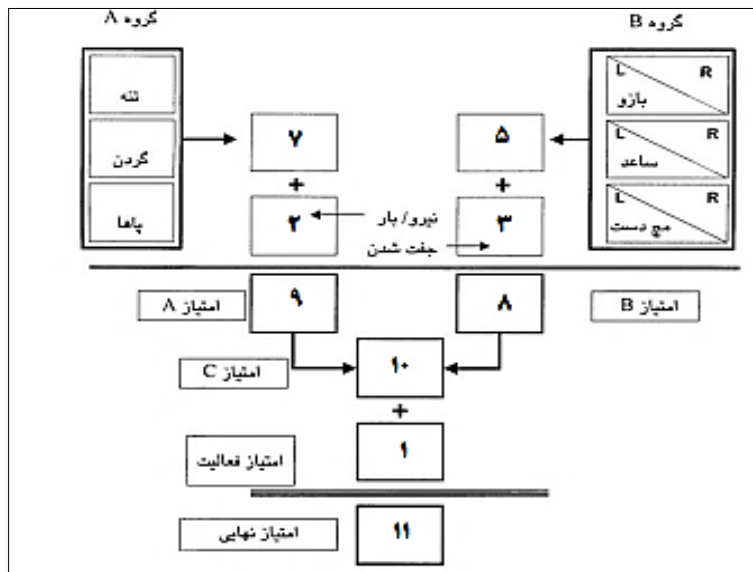 گروه A
گروه B
تنه
گردن
پاها
L R
بازو
L R
ساعد
L R
مچ دست
۷
۵
+
+
۲
نیرو/ بار
جفت شدن
۳
امتیاز A
۹
۸
امتیاز B
امتیاز C
۱۰
+
امتیاز فعالیت
۱
امتیاز نهایی
۱۱